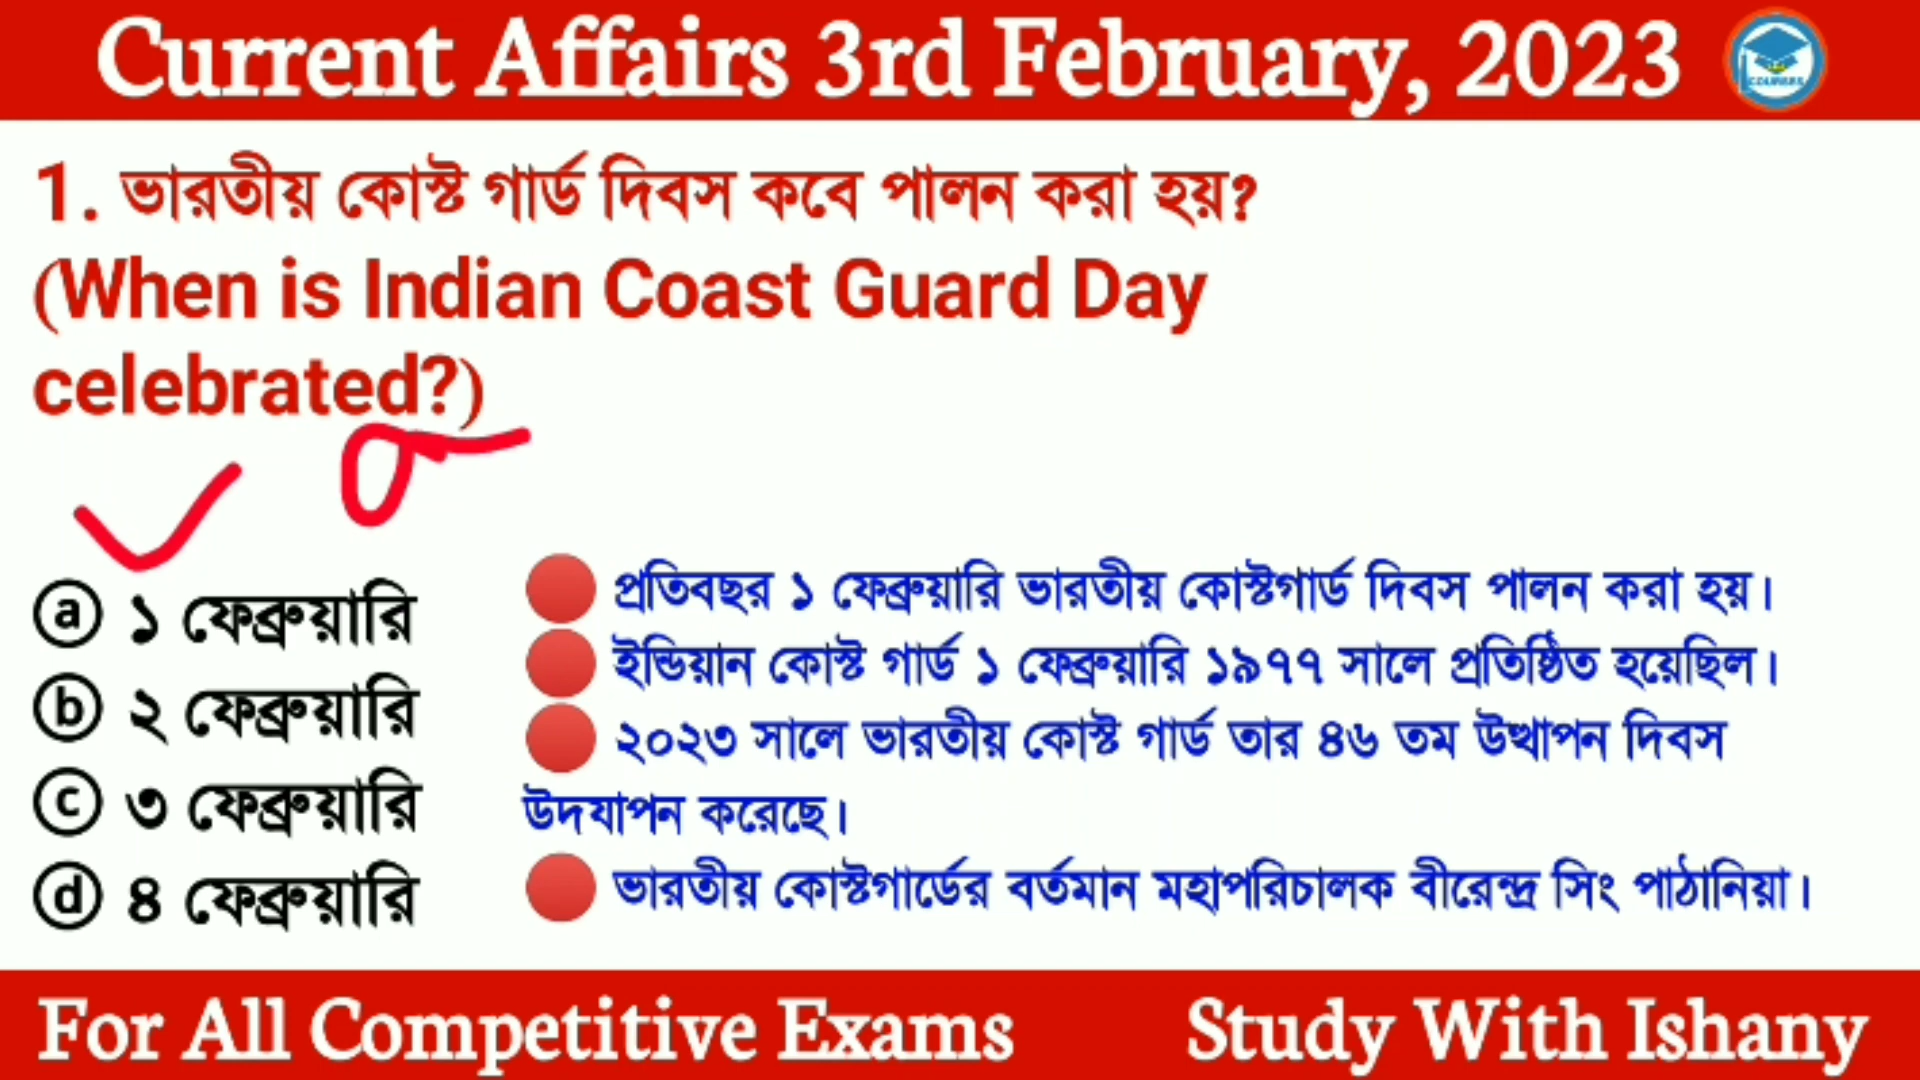 Current Affairs 3rd February, 2023
1. ভারতীয় কোস্ট গার্ড দিবস কবে পালন করা হয়?
(When is Indian Coast Guard Day
celebrated?)
ⓐ ১ ফেব্রুয়ারি
ⓑ ২ ফেব্রুয়ারি
ⓒ ৩ ফেব্রুয়ারি
ⓓ ৪ ফেব্রুয়ারি
🔴 প্রতিবছর ১ ফেব্রুয়ারি ভারতীয় কোস্টগার্ড দিবস পালন করা হয়।
🔴 ইন্ডিয়ান কোস্ট গার্ড ১ ফেব্রুয়ারি ১৯৭৭ সালে প্রতিষ্ঠিত হয়েছিল।
🔴 ২০২৩ সালে ভারতীয় কোস্ট গার্ড তার ৪৬ তম উত্থাপন দিবস
উদযাপন করেছে।
🔴 ভারতীয় কোস্টগার্ডের বর্তমান মহাপরিচালক বীরেন্দ্র সিং পাঠানিয়া।
For All Competitive Exams
Study With Ishany